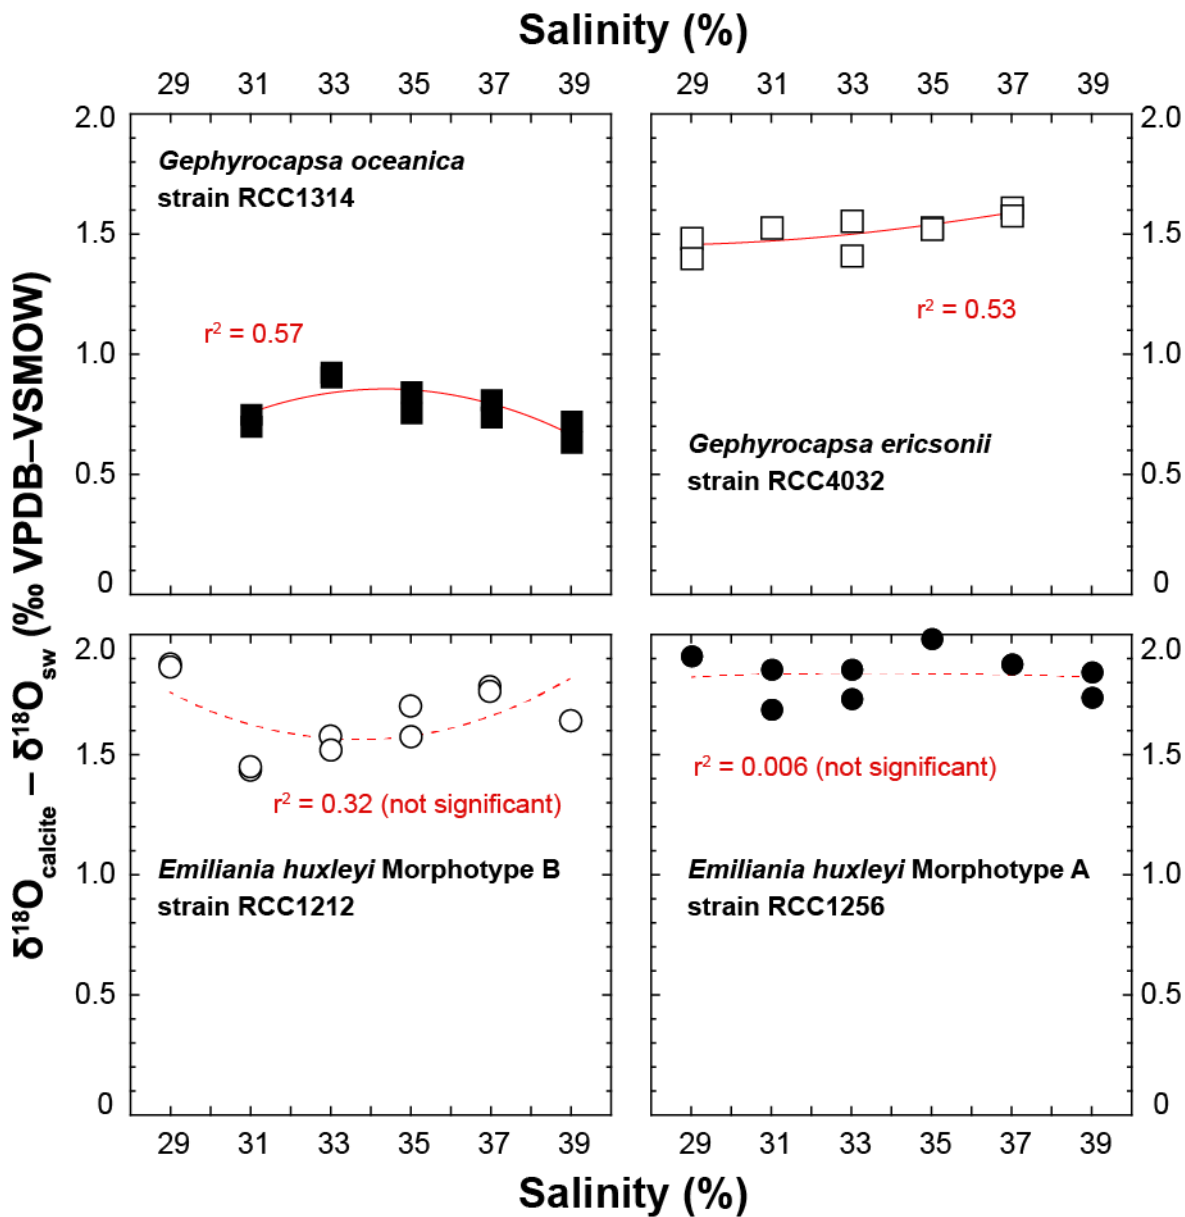 Salinity (%)
29 31 33 35 37 39 29 31 33 35 37 39
δ¹⁸Ocalcite – δ¹⁸Osw (‰ VPDB–VSMOW)
2.0
1.5
1.0
0.5
0
Gephyrocapsa oceanica
strain RCC1314
r² = 0.57
2.0
1.5
1.0
0.5
0
r² = 0.53
Gephyrocapsa ericsonii
strain RCC4032
2.0
1.5
1.0
0.5
0
r² = 0.32 (not significant)
Emiliania huxleyi Morphotype B
strain RCC1212
2.0
1.5
1.0
0.5
0
r² = 0.006 (not significant)
Emiliania huxleyi Morphotype A
strain RCC1256
29 31 33 35 37 39 29 31 33 35 37 39
Salinity (%)